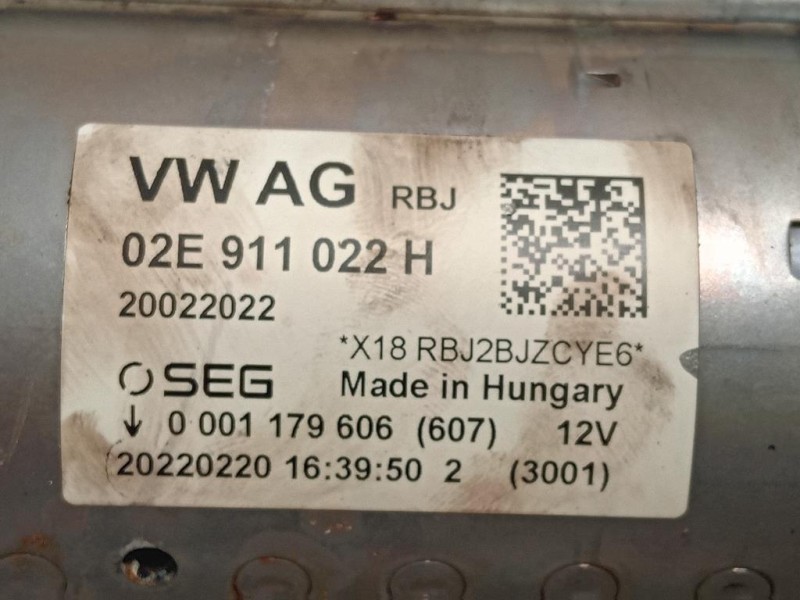 VW AG RBJ
02E 911 022 H
20022022
*X18 RBJ2BJZCYE6*
SEG Made in Hungary
↓ 0 001 179 606 (607) 12V
20220220 16:39:50 2 (3001)